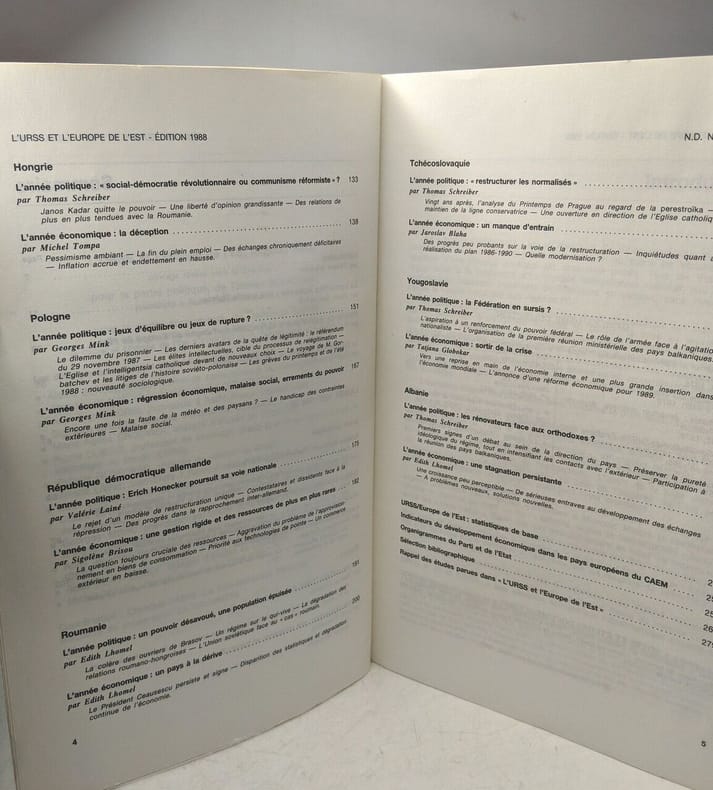 L'URSS ET L'EUROPE DE L'EST - ÉDITION 1988
Hongrie
L'année politique : « social-démocratie révolutionnaire ou communisme réformiste » ? 133
par Thomas Schreiber
Janos Kadar quitte le pouvoir — Une liberté d'opinion grandissante — Des relations de
plus en plus tendues avec la Roumanie.
L'année économique : la déception 138
par Michel Tompa
Pessimisme ambiant — La fin du plein emploi — Des échanges chroniquement déficitaires
— Inflation accrue et endettement en hausse.
Pologne
L'année politique : jeux d'équilibre ou jeux de rupture ? 151
par Georges Mink
Le dilemme du prisonnier — Les derniers avatars de la quête de légitimité : le référendum
du 29 novembre 1987 — Les élites intellectuelles, cible du processus de relégitimation —
L'Eglise et l'intelligentsia catholique devant de nouveaux choix — Le voyage de M. Gor-
batchev et les litiges de l'histoire soviéto-polonaise — Les grèves du printemps et de l'été
1988 : nouveauté sociologique.
L'année économique : régression économique, malaise social, errements du pouvoir 167
par Georges Mink
Encore une fois la faute de la météo et des paysans ? — Le handicap des contraintes
extérieures — Malaise social.
République démocratique allemande
L'année politique : Erich Honecker poursuit sa voie nationale 175
par Valérie Lainé
Le rejet d'un modèle de restructuration unique — Contestataires et dissidents face à la
répression — Des progrès dans le rapprochement inter-allemand.
L'année économique : une gestion rigide et des ressources de plus en plus rares 182
par Sigolène Brisou
La question toujours cruciale des ressources — Aggravation du problème de l'approvision-
nement en biens de consommation — Priorité aux technologies de pointe — Un commerce
extérieur en baisse.
Roumanie
L'année politique : un pouvoir désavoué, une population épuisée 191
par Edith Lhomel
La colère des ouvriers de Brasov — Un régime sur le qui-vive — La dégradation des
relations roumano-hongroises — L'Union soviétique face au « cas » roumain.
L'année économique : un pays à la dérive 200
par Edith Lhomel
Le Président Ceausescu persiste et signe — Disparition des statistiques et dégradation
continue de l'économie.
4
N.D. N
Tchécoslovaquie
L'année politique : « restructurer les normalisés »
par Thomas Schreiber
Vingt ans après, l'analyse du Printemps de Prague au regard de la perestroïka —
maintien de la ligne conservatrice — Une ouverture en direction de l'Eglise catholiq
L'année économique : un manque d'entrain
par Jaroslav Blaha
Des progrès peu probants sur la voie de la restructuration — Inquiétudes quant à
réalisation du plan 1986-1990 — Quelle modernisation ?
Yougoslavie
L'année politique : la Fédération en sursis ?
par Thomas Schreiber
L'aspiration à un renforcement du pouvoir fédéral — Le rôle de l'armée face à l'agitatio
nationaliste — L'organisation de la première réunion ministérielle des pays balkaniques.
L'année économique : sortir de la crise
par Tatjana Globokar
Vers une reprise en main de l'économie interne et une plus grande insertion dans
l'économie mondiale — L'annonce d'une réforme économique pour 1989.
Albanie
L'année politique : les rénovateurs face aux orthodoxes ?
par Thomas Schreiber
Premiers signes d'un débat au sein de la direction du pays — Préserver la pureté
idéologique du régime, tout en intensifiant les contacts avec l'extérieur — Participation à
la réunion des pays balkaniques.
L'année économique : une stagnation persistante
par Edith Lhomel
Une croissance peu perceptible — De sérieuses entraves au développement des échanges
— A problèmes nouveaux, solutions nouvelles.
URSS/Europe de l'Est : statistiques de base
Indicateurs du développement économique dans les pays européens du CAEM
Organigrammes du Parti et de l'Etat
Sélection bibliographique
Rappel des études parues dans « L'URSS et l'Europe de l'Est »
5